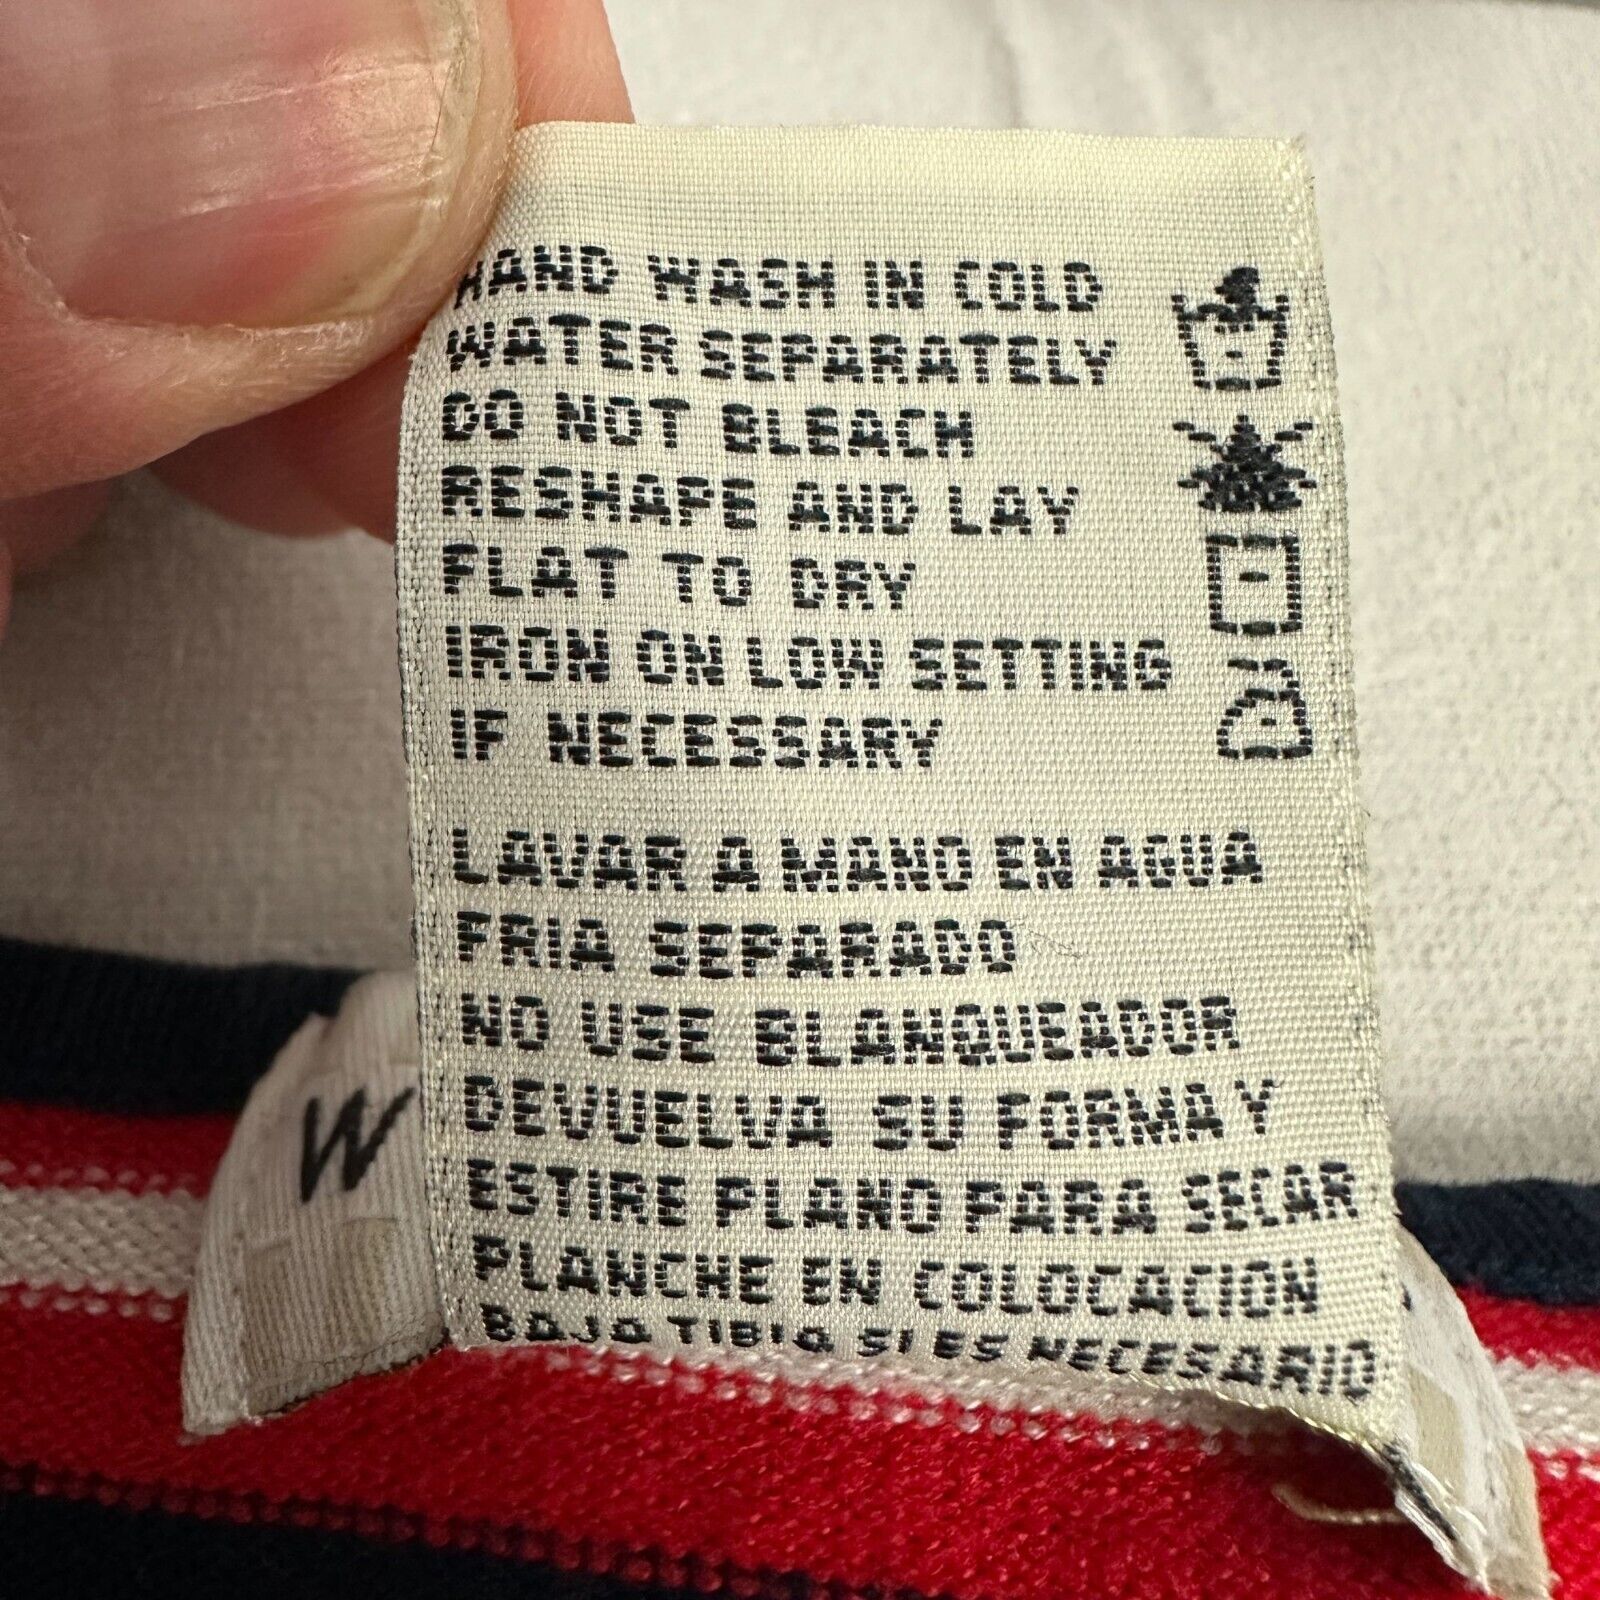 HAND WASH IN COLD
WATER SEPARATELY
DO NOT BLEACH
RESHAPE AND LAY
FLAT TO DRY
IRON ON LOW SETTING
IF NECESSARY
LAVAR A MANO EN AGUA
FRIA SEPARADO
NO USE BLANQUEADOR
DEVUELVA SU FORMA Y
ESTIRE PLANO PARA SECAR
PLANCHE EN COLOCACION
BAJA TIBIA SI ES NECESARIO
W